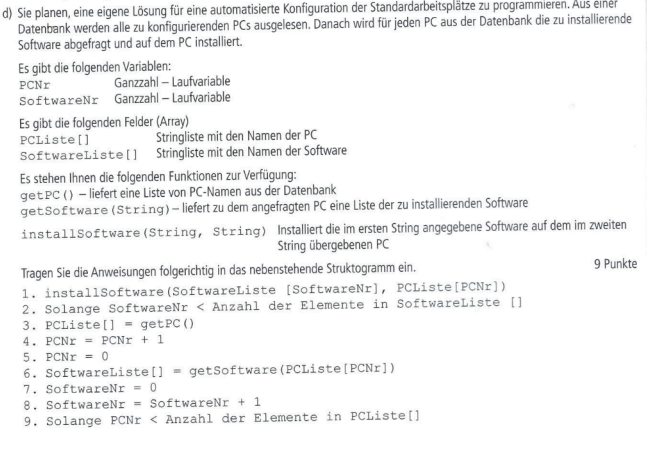 d) Sie planen, eine eigene Lösung für eine automatisierte Konfiguration der Standardarbeitsplätze zu programmieren. Aus einer
Datenbank werden alle zu konfigurierenden PCs ausgelesen. Danach wird für jeden PC aus der Datenbank die zu installierende
Software abgefragt und auf dem PC installiert.
Es gibt die folgenden Variablen:
PCNr Ganzzahl – Laufvariable
SoftwareNr Ganzzahl – Laufvariable
Es gibt die folgenden Felder (Array)
PCListe[] Stringliste mit den Namen der PC
SoftwareListe[] Stringliste mit den Namen der Software
Es stehen Ihnen die folgenden Funktionen zur Verfügung:
getPC() – liefert eine Liste von PC-Namen aus der Datenbank
getSoftware(String) – liefert zu dem angefragten PC eine Liste der zu installierenden Software
installSoftware(String, String) Installiert die im ersten String angegebene Software auf dem im zweiten
String übergebenen PC
Tragen Sie die Anweisungen folgerichtig in das nebenstehende Struktogramm ein. 9 Punkte
1. installSoftware(SoftwareListe [SoftwareNr], PCListe[PCNr])
2. Solange SoftwareNr < Anzahl der Elemente in SoftwareListe []
3. PCListe[] = getPC()
4. PCNr = PCNr + 1
5. PCNr = 0
6. SoftwareListe[] = getSoftware(PCListe[PCNr])
7. SoftwareNr = 0
8. SoftwareNr = SoftwareNr + 1
9. Solange PCNr < Anzahl der Elemente in PCListe[]